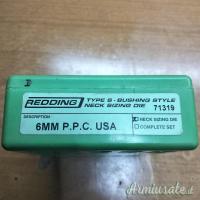 REDDING
TYPE S - BUSHING STYLE
NECK SIZING DIE
71319
DESCRIPTION
6MM P.P.C. USA
NECK SIZING DIE
COMPLETE SET
Armiusate.it